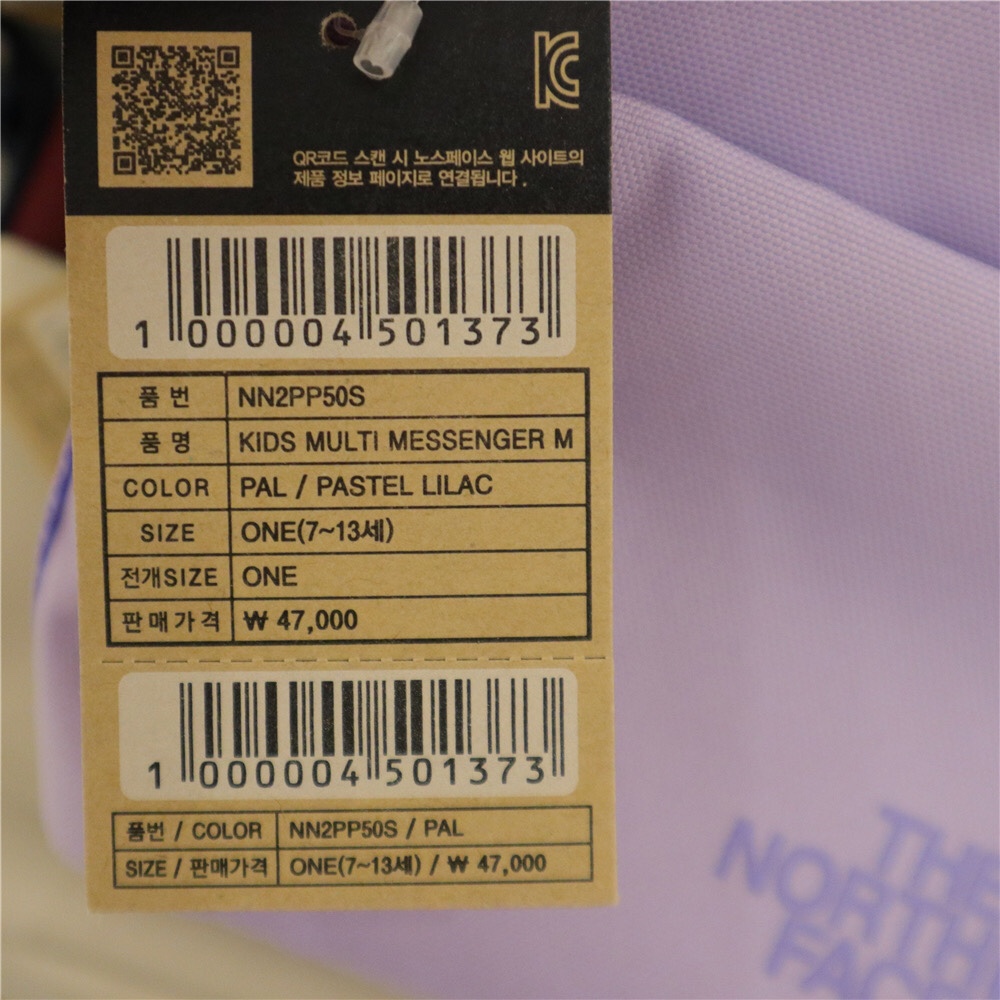 QR코드 스캔 시 노스페이스 웹 사이트의
제품 정보 페이지로 연결됩니다.
1 000004 501373
품번 NN2PP50S
품명 KIDS MULTI MESSENGER M
COLOR PAL / PASTEL LILAC
SIZE ONE(7~13세)
전개SIZE ONE
판매가격 ₩ 47,000
1 000004 501373
품번 / COLOR NN2PP50S / PAL
SIZE / 판매가격 ONE(7~13세) / ₩ 47,000
THE
NORTH
FACE